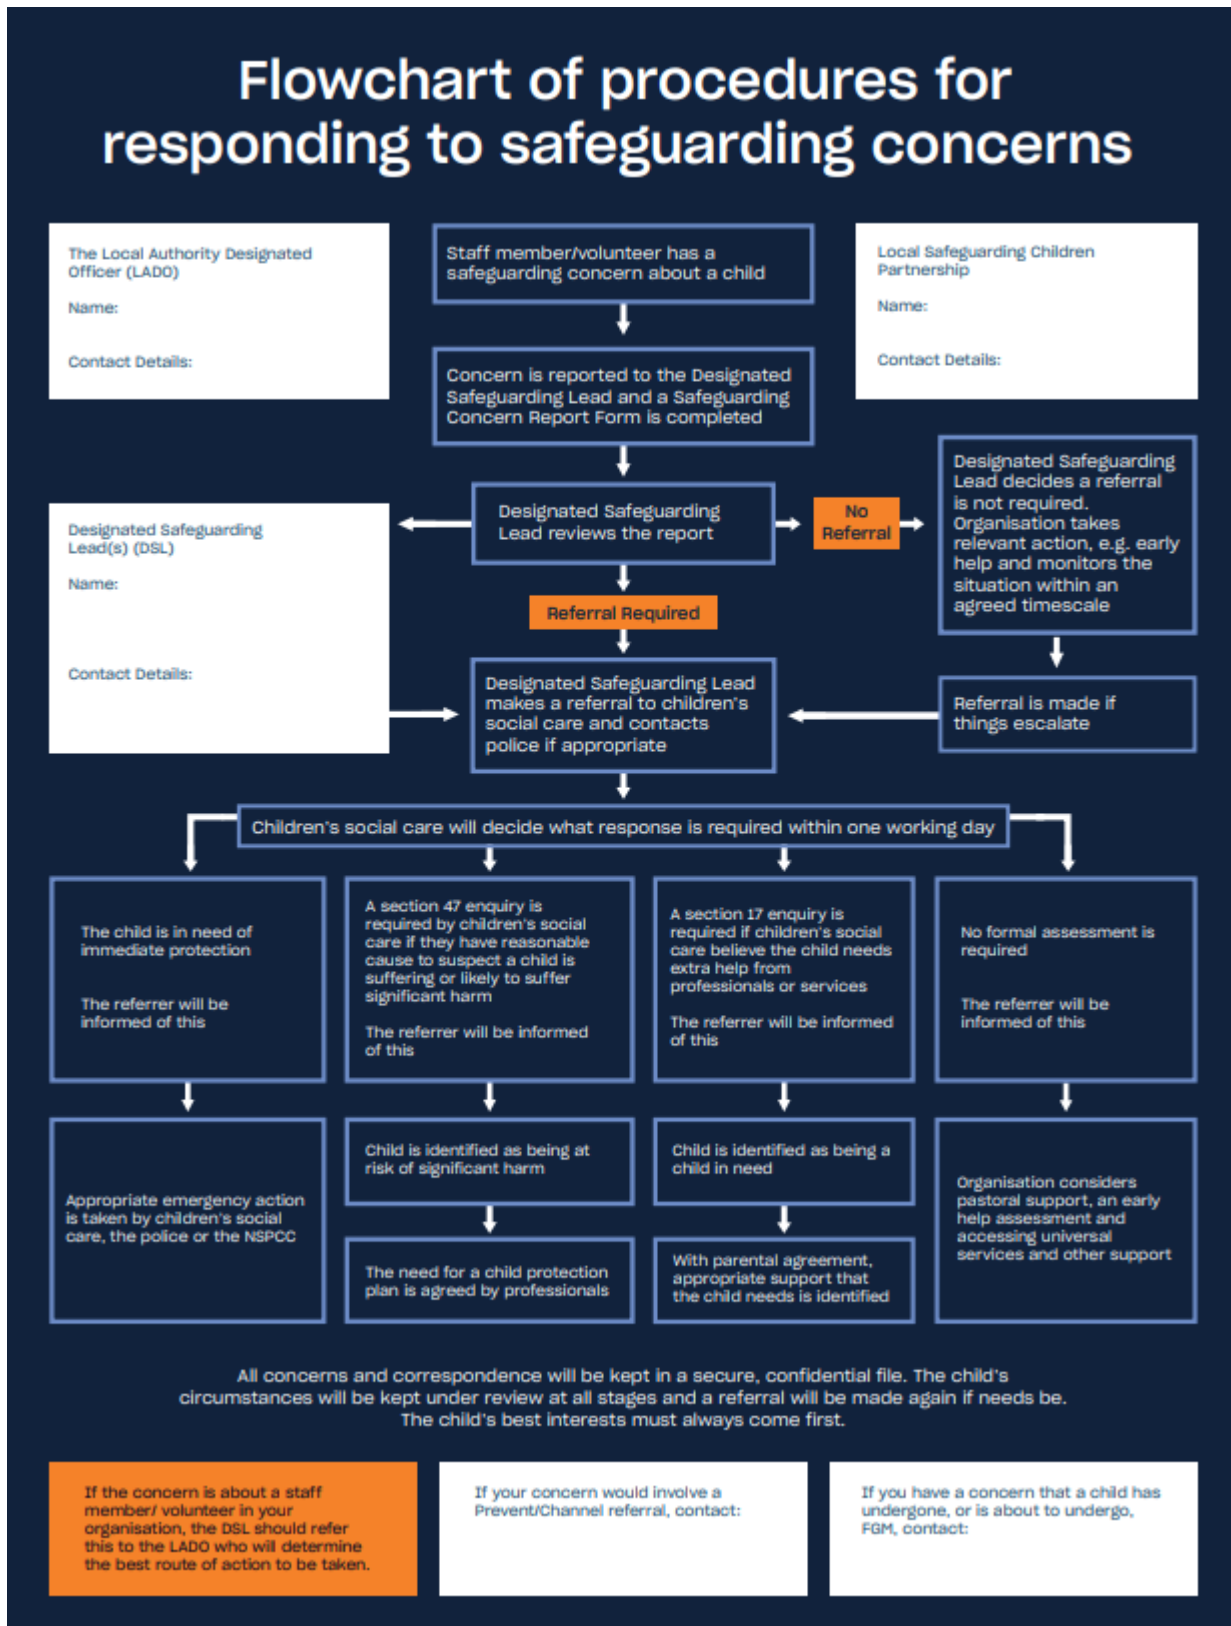 Flowchart of procedures for
responding to safeguarding concerns
The Local Authority Designated
Officer (LADO)
Name:
Contact Details:
Staff member/volunteer has a
safeguarding concern about a child
Local Safeguarding Children
Partnership
Name:
Contact Details:
Concern is reported to the Designated
Safeguarding Lead and a Safeguarding
Concern Report Form is completed
Designated Safeguarding
Lead(s) (DSL)
Name:
Contact Details:
Designated Safeguarding
Lead reviews the report
No
Referral
Designated Safeguarding
Lead decides a referral
is not required.
Organisation takes
relevant action, e.g. early
help and monitors the
situation within an
agreed timescale
Referral Required
Designated Safeguarding Lead
makes a referral to children's
social care and contacts
police if appropriate
Referral is made if
things escalate
Children's social care will decide what response is required within one working day
The child is in need of
immediate protection
The referrer will be
informed of this
A section 47 enquiry is
required by children's social
care if they have reasonable
cause to suspect a child is
suffering or likely to suffer
significant harm
The referrer will be informed
of this
A section 17 enquiry is
required if children's social
care believe the child needs
extra help from
professionals or services
The referrer will be informed
of this
No formal assessment is
required
The referrer will be
informed of this
Appropriate emergency action
is taken by children's social
care, the police or the NSPCC
Child is identified as being at
risk of significant harm
The need for a child protection
plan is agreed by professionals
Child is identified as being a
child in need
With parental agreement,
appropriate support that
the child needs is identified
Organisation considers
pastoral support, an early
help assessment and
accessing universal
services and other support
All concerns and correspondence will be kept in a secure, confidential file. The child's
circumstances will be kept under review at all stages and a referral will be made again if needs be.
The child's best interests must always come first.
If the concern is about a staff
member/ volunteer in your
organisation, the DSL should refer
this to the LADO who will determine
the best route of action to be taken.
If your concern would involve a
Prevent/Channel referral, contact:
If you have a concern that a child has
undergone, or is about to undergo,
FGM, contact: